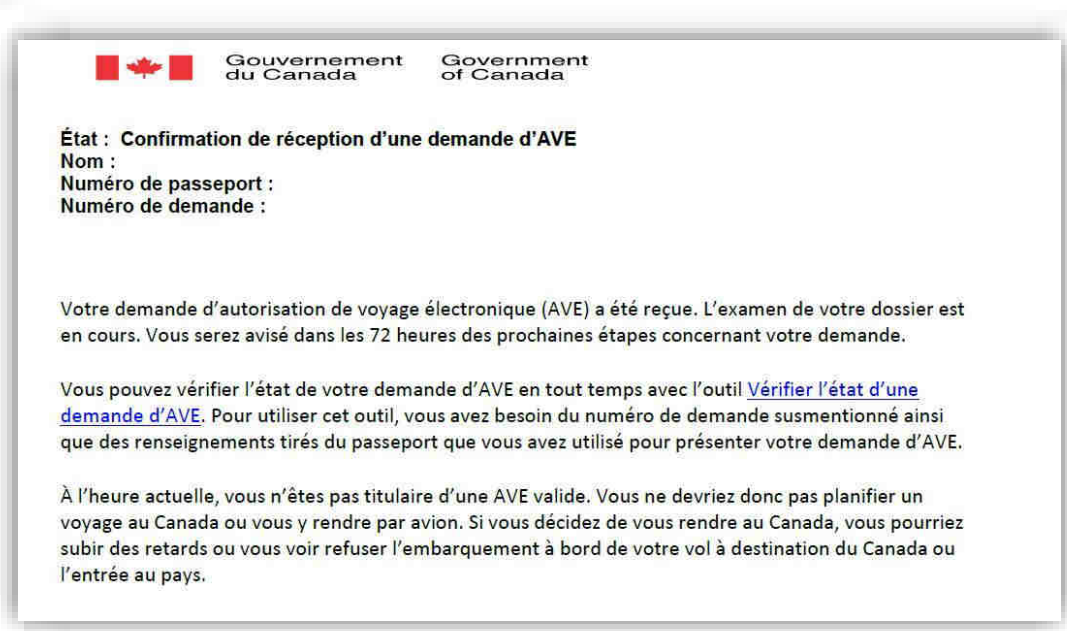 Gouvernement du Canada
Government of Canada
État : Confirmation de réception d’une demande d’AVE
Nom :
Numéro de passeport :
Numéro de demande :
Votre demande d’autorisation de voyage électronique (AVE) a été reçue. L’examen de votre dossier est
en cours. Vous serez avisé dans les 72 heures des prochaines étapes concernant votre demande.
Vous pouvez vérifier l’état de votre demande d’AVE en tout temps avec l’outil Vérifier l’état d’une
demande d’AVE. Pour utiliser cet outil, vous avez besoin du numéro de demande susmentionné ainsi
que des renseignements tirés du passeport que vous avez utilisé pour présenter votre demande d’AVE.
À l’heure actuelle, vous n’êtes pas titulaire d’une AVE valide. Vous ne devriez donc pas planifier un
voyage au Canada ou vous y rendre par avion. Si vous décidez de vous rendre au Canada, vous pourriez
subir des retards ou vous voir refuser l’embarquement à bord de votre vol à destination du Canada ou
l’entrée au pays.